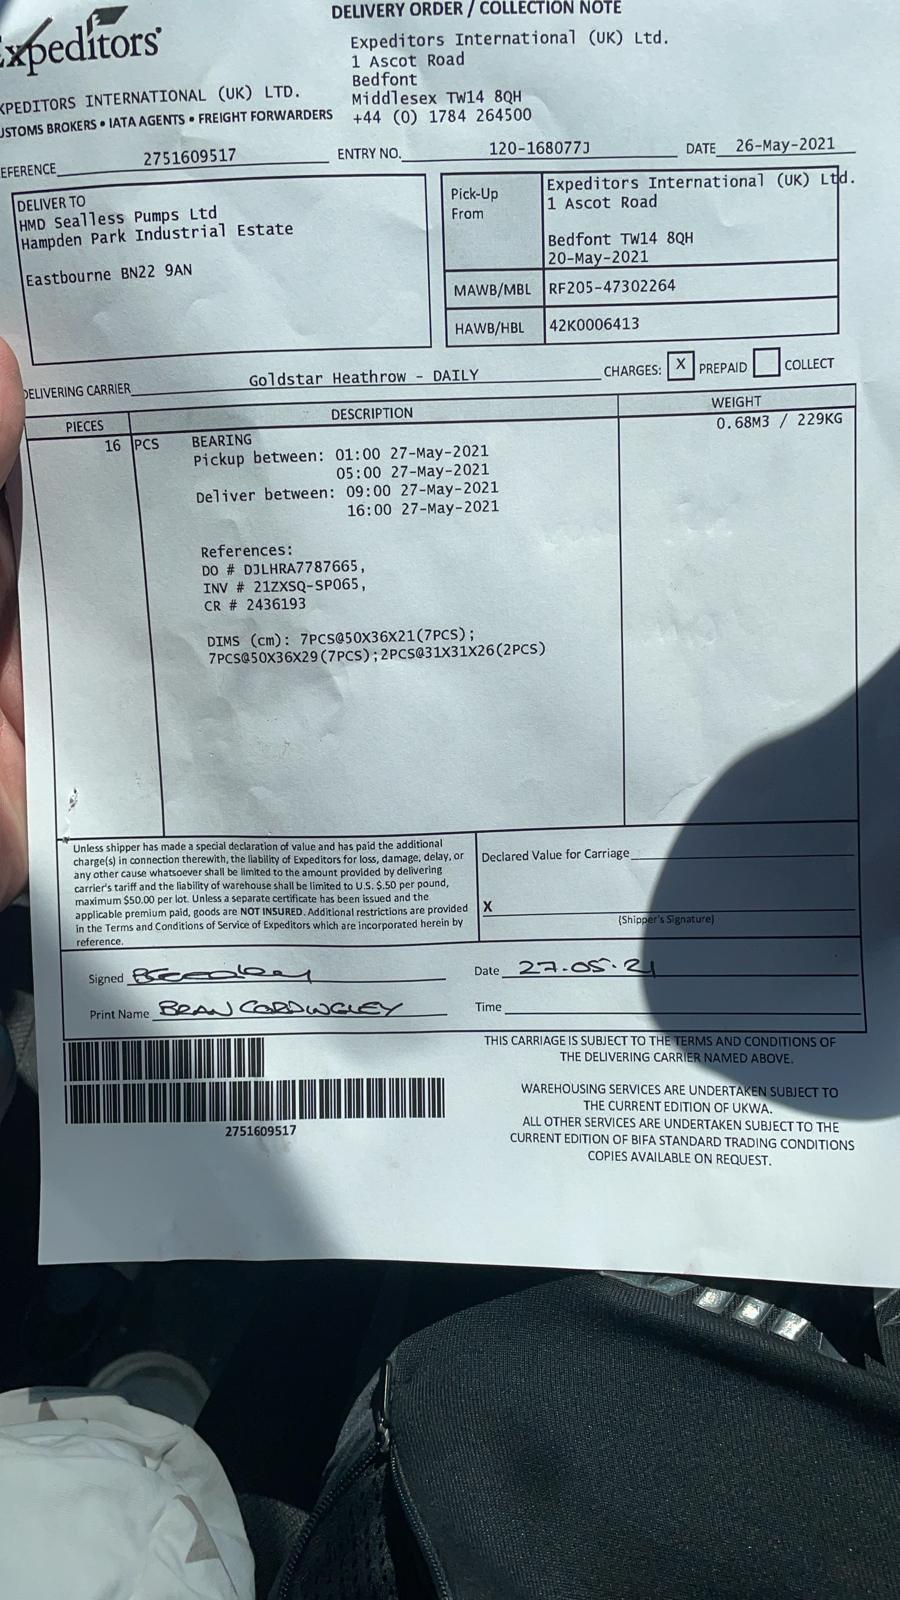 DELIVERY ORDER / COLLECTION NOTE
Expeditors
Expeditors International (UK) Ltd.
1 Ascot Road
Bedfont
Middlesex TW14 8QH
+44 (0) 1784 264500
XPEDITORS INTERNATIONAL (UK) LTD.
USTOMS BROKERS • IATA AGENTS • FREIGHT FORWARDERS
EFERENCE 2751609517 ENTRY NO. 120-168077J DATE 26-May-2021
DELIVER TO
HMD Sealless Pumps Ltd
Hampden Park Industrial Estate
Eastbourne BN22 9AN
Pick-Up From
Expeditors International (UK) Ltd.
1 Ascot Road
Bedfont TW14 8QH
20-May-2021
MAWB/MBL RF205-47302264
HAWB/HBL 42K0006413
DELIVERING CARRIER Goldstar Heathrow - DAILY CHARGES: X PREPAID COLLECT
PIECES DESCRIPTION WEIGHT
16 PCS BEARING 0.68M3 / 229KG
Pickup between: 01:00 27-May-2021
05:00 27-May-2021
Deliver between: 09:00 27-May-2021
16:00 27-May-2021
References:
DO # DJLHRA7787665,
INV # 21ZXSQ-SP065,
CR # 2436193
DIMS (cm): 7PCS@50X36X21(7PCS);
7PCS@50X36X29(7PCS);2PCS@31X31X26(2PCS)
Unless shipper has made a special declaration of value and has paid the additional
charge(s) in connection therewith, the liability of Expeditors for loss, damage, delay, or
any other cause whatsoever shall be limited to the amount provided by delivering
carrier's tariff and the liability of warehouse shall be limited to U.S. $.50 per pound,
maximum $50.00 per lot. Unless a separate certificate has been issued and the
applicable premium paid, goods are NOT INSURED. Additional restrictions are provided
in the Terms and Conditions of Service of Expeditors which are incorporated herein by
reference.
Declared Value for Carriage
X
(Shipper's Signature)
Signed
Date 27.05.21
Print Name BRAN CORDINGLEY
Time
THIS CARRIAGE IS SUBJECT TO THE TERMS AND CONDITIONS OF
THE DELIVERING CARRIER NAMED ABOVE.
WAREHOUSING SERVICES ARE UNDERTAKEN SUBJECT TO
THE CURRENT EDITION OF UKWA.
ALL OTHER SERVICES ARE UNDERTAKEN SUBJECT TO THE
CURRENT EDITION OF BIFA STANDARD TRADING CONDITIONS
COPIES AVAILABLE ON REQUEST.
2751609517